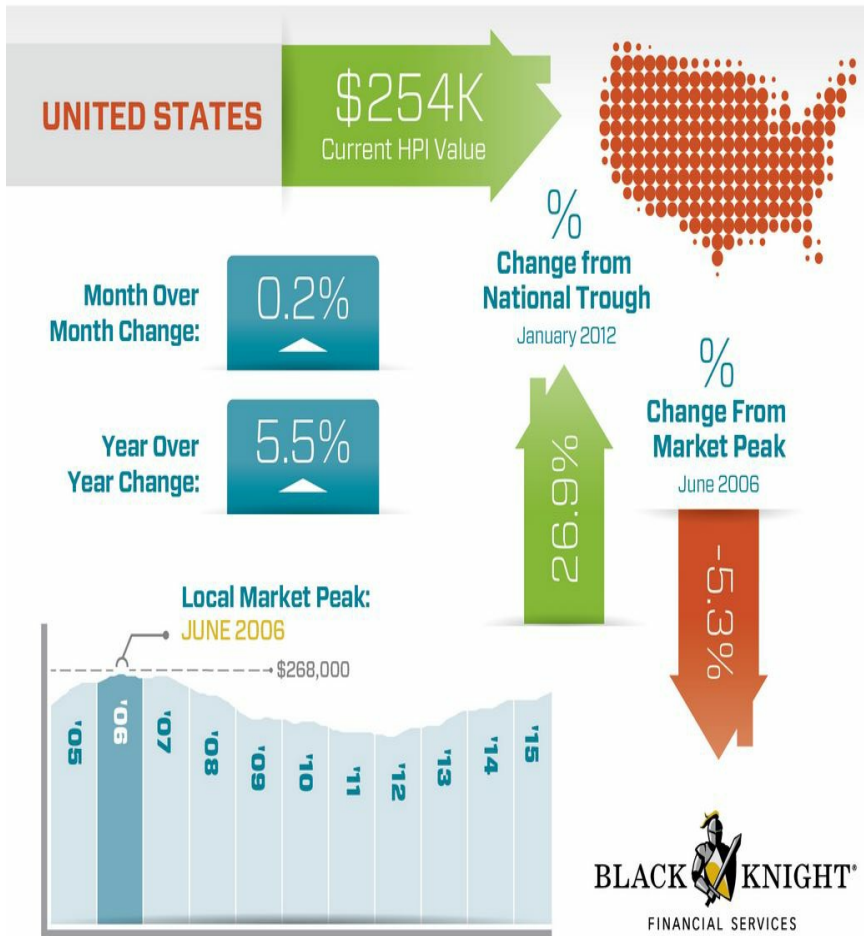 UNITED STATES
$254K
Current HPI Value
Month Over
Month Change:
0.2%
Year Over
Year Change:
5.5%
%
Change from
National Trough
January 2012
26.9%
%
Change From
Market Peak
June 2006
-5.3%
Local Market Peak:
JUNE 2006
$268,000
'05
'06
'07
'08
'09
'10
'11
'12
'13
'14
'15
BLACK KNIGHT®
FINANCIAL SERVICES